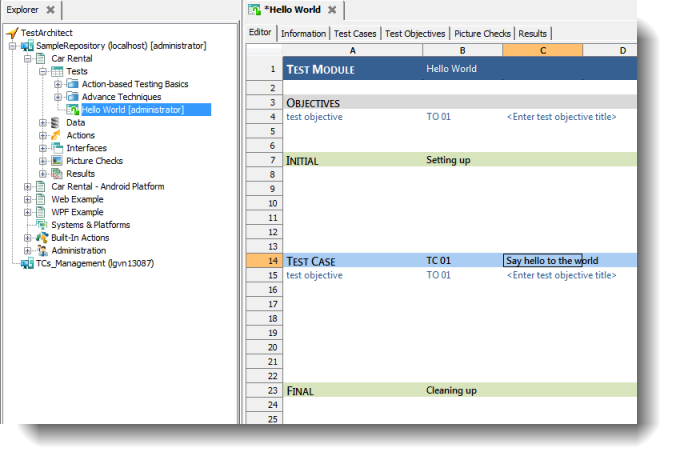 Explorer
TestArchitect
SampleRepository (localhost) [administrator]
Car Rental
Tests
Action-based Testing Basics
Advance Techniques
Hello World [administrator]
Data
Actions
Interfaces
Picture Checks
Results
Car Rental - Android Platform
Web Example
WPF Example
Systems & Platforms
Built-In Actions
Administration
TCs_Management (lgvn13087)
*Hello World
Editor Information Test Cases Test Objectives Picture Checks Results
A B C D
1 TEST MODULE Hello World
2
3 OBJECTIVES
4 test objective TO 01 <Enter test objective title>
5
6
7 INITIAL Setting up
8
9
10
11
12
13
14 TEST CASE TC 01 Say hello to the world
15 test objective TO 01 <Enter test objective title>
16
17
18
19
20
21
22
23 FINAL Cleaning up
24
25